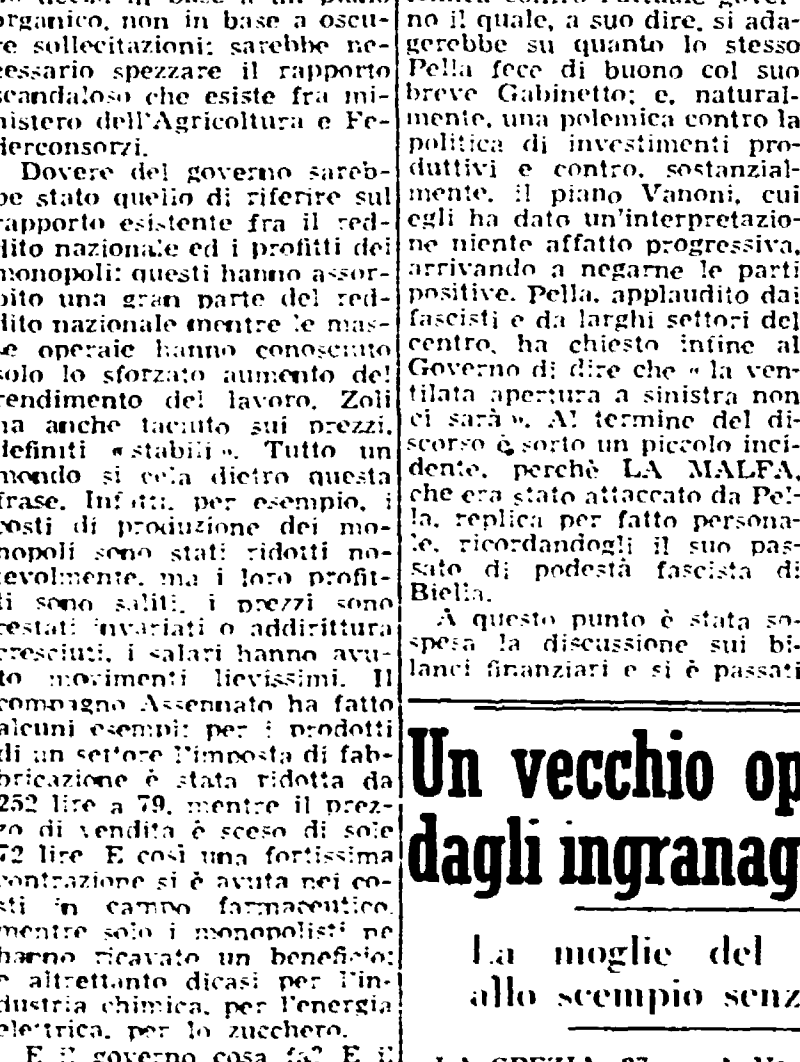 organico, non in base a oscu-
re sollecitazioni; sarebbe ne-
cessario spezzare il rapporto
scandaloso che esiste fra mi-
nistero dell'Agricoltura e Fe-
derconsorzi.
Dovere del governo sareb-
be stato quello di riferire sul
rapporto esistente fra il red-
dito nazionale ed i profitti dei
monopoli: questi hanno assor-
bito una gran parte del red-
dito nazionale mentre le mas-
se operaie hanno conosciuto
solo lo sforzato aumento del
rendimento del lavoro. Zoli
ha anche taciuto sui prezzi,
definiti « stabili ». Tutto un
mondo si cela dietro questa
frase. Infatti, per esempio, i
costi di produzione dei mo-
nopoli sono stati ridotti no-
tevolmente, ma i loro profit-
ti sono saliti, i prezzi sono
restati invariati o addirittura
cresciuti, i salari hanno avu-
to movimenti lievissimi. Il
compagno Assennato ha fatto
alcuni esempi: per i prodotti
di un settore l'imposta di fab-
bricazione è stata ridotta da
252 lire a 79, mentre il prez-
zo di vendita è sceso di sole
72 lire. E così una fortissima
contrazione si è avuta nei co-
sti in campo farmaceutico,
mentre solo i monopolisti ne
hanno ricavato un beneficio;
e altrettanto dicasi per l'in-
dustria chimica, per l'energia
elettrica, per lo zucchero.
E il governo cosa fa? E il
no il quale, a suo dire, si ada-
gerebbe su quanto lo stesso
Pella fece di buono col suo
breve Gabinetto; e, natural-
mente, una polemica contro la
politica di investimenti pro-
duttivi e contro, sostanzial-
mente, il piano Vanoni, cui
egli ha dato un'interpretazio-
ne niente affatto progressiva,
arrivando a negarne le parti
positive. Pella, applaudito dai
fascisti e da larghi settori del
centro, ha chiesto infine al
Governo di dire che « la ven-
tilata apertura a sinistra non
ci sarà ». Al termine del di-
scorso è sorto un piccolo inci-
dente, perchè LA MALFA,
che era stato attaccato da Pel-
la, replica per fatto persona-
le, ricordandogli il suo pas-
sato di podestà fascista di
Biella.
A questo punto è stata so-
spesa la discussione sui bi-
lanci finanziari e si è passati
Un vecchio op
dagli ingranag
La moglie del
allo scempio senz